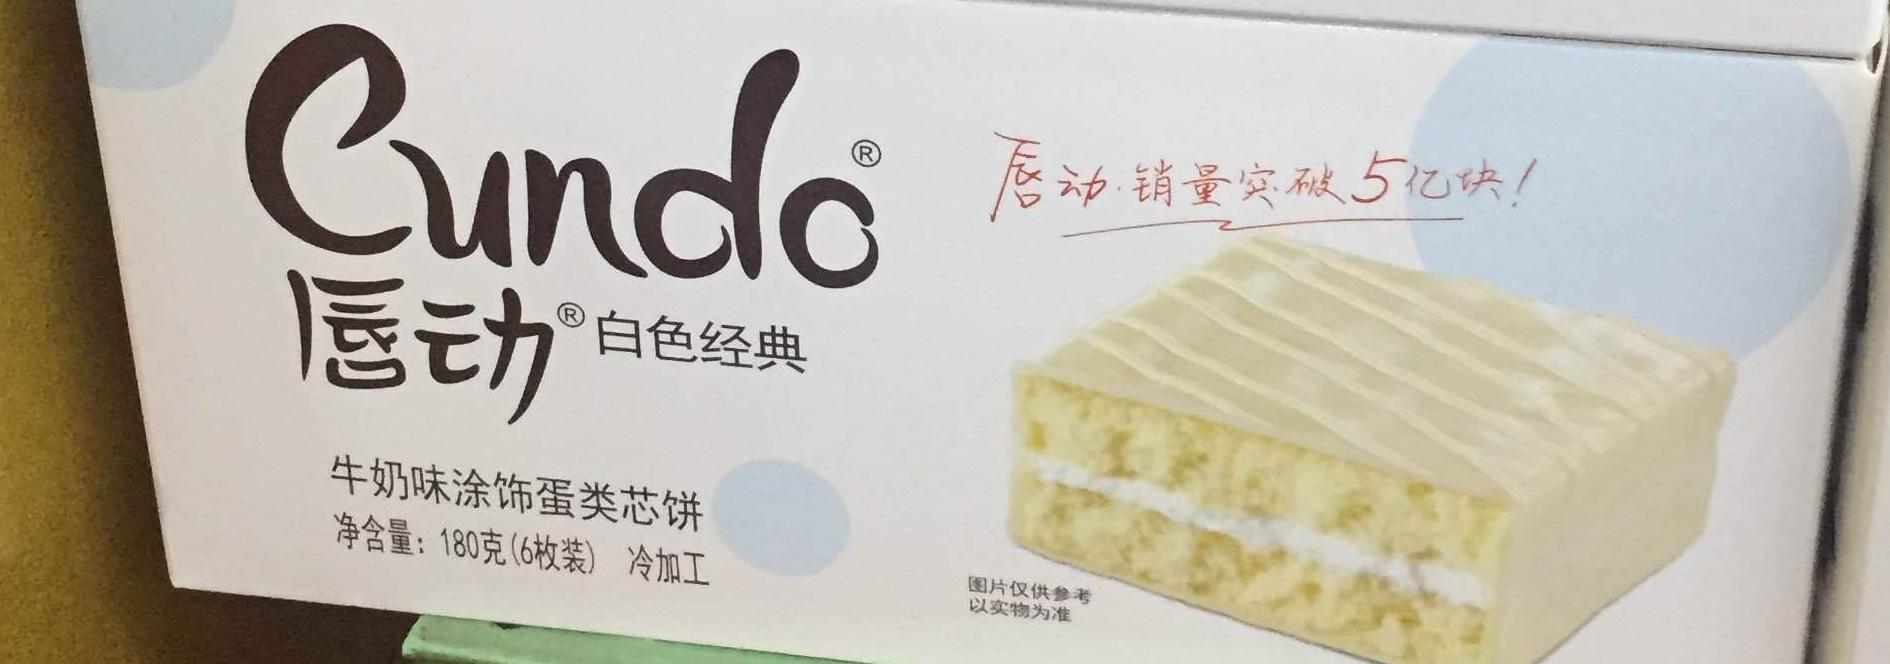 Cundo®
唇动®白色经典
唇动·销量突破5亿块!
牛奶味涂饰蛋类芯饼
净含量:180克(6枚装) 冷加工
图片仅供参考
以实物为准